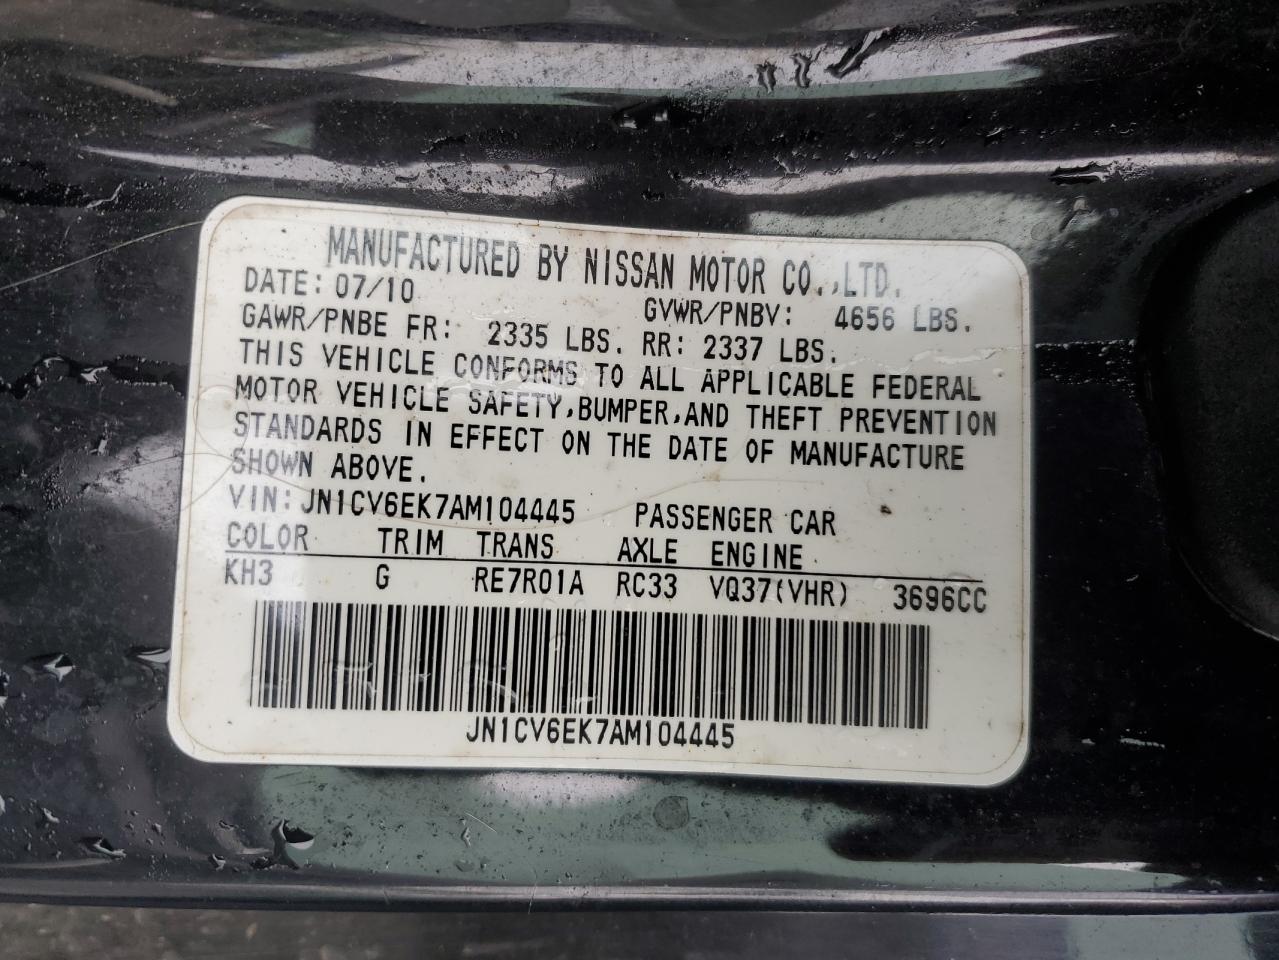 MANUFACTURED BY NISSAN MOTOR CO.,LTD.
DATE: 07/10 GVWR/PNBV: 4656 LBS.
GAWR/PNBE FR: 2335 LBS. RR: 2337 LBS.
THIS VEHICLE CONFORMS TO ALL APPLICABLE FEDERAL
MOTOR VEHICLE SAFETY,BUMPER,AND THEFT PREVENTION
STANDARDS IN EFFECT ON THE DATE OF MANUFACTURE
SHOWN ABOVE.
VIN: JN1CV6EK7AM104445 PASSENGER CAR
COLOR TRIM TRANS AXLE ENGINE
KH3 G RE7R01A RC33 VQ37(VHR) 3696CC
JN1CV6EK7AM104445